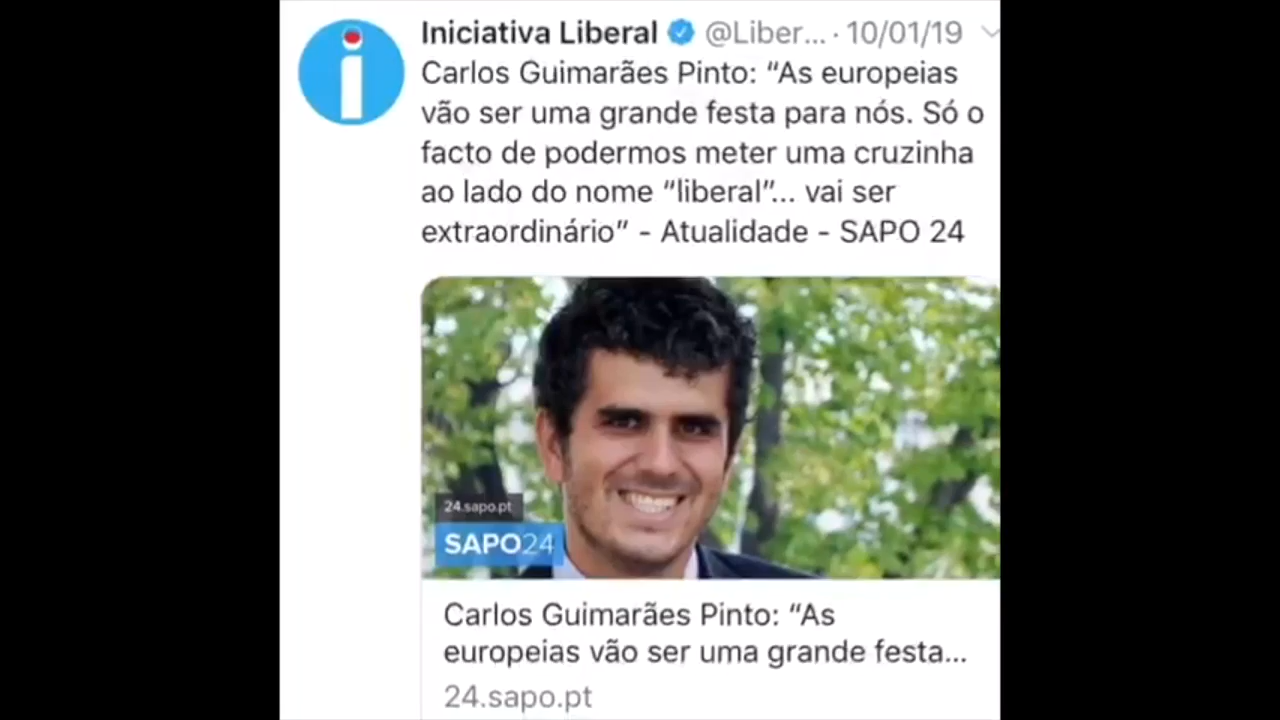 Iniciativa Liberal @Liber... · 10/01/19
Carlos Guimarães Pinto: “As europeias
vão ser uma grande festa para nós. Só o
facto de podermos meter uma cruzinha
ao lado do nome “liberal”... vai ser
extraordinário” - Atualidade - SAPO 24
24.sapo.pt
SAPO24
Carlos Guimarães Pinto: “As
europeias vão ser uma grande festa...
24.sapo.pt